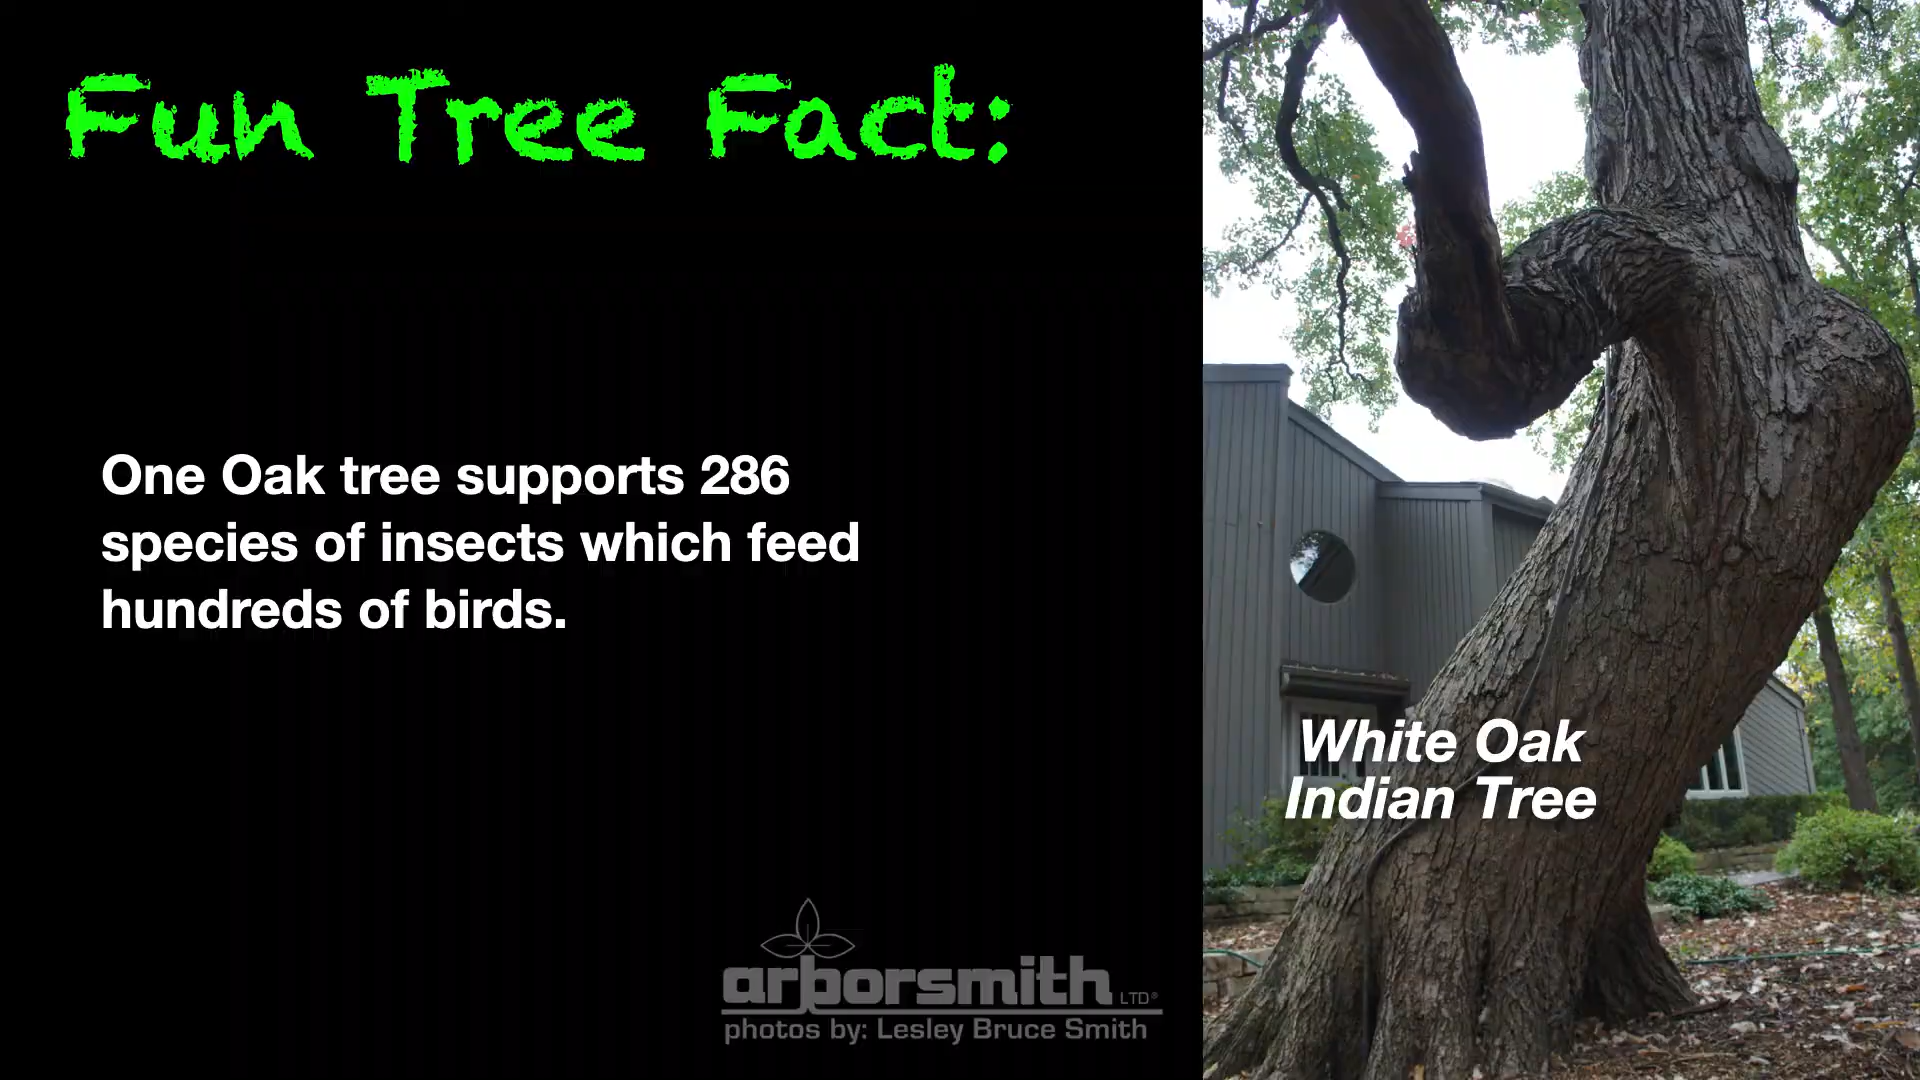 Fun Tree Fact:
One Oak tree supports 286
species of insects which feed
hundreds of birds.
White Oak
Indian Tree
arborsmith LTD®
photos by: Lesley Bruce Smith